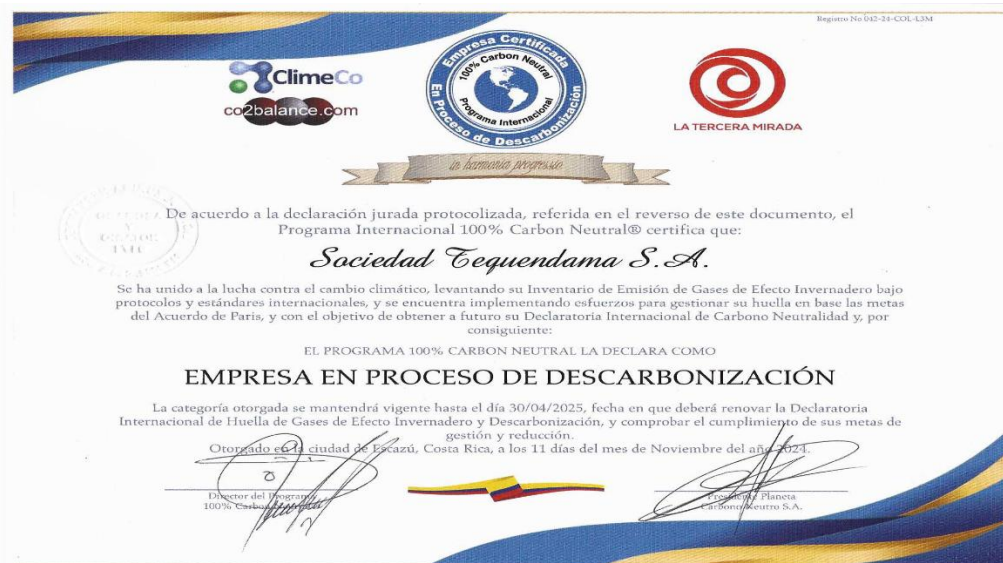 Registro No 042-24-COL-LSM
ClimeCo
co2balance.com
Empresa Certificada
100% Carbon Neutral
Programa Internacional
En Proceso de Descarbonización
LA TERCERA MIRADA
in harmonia progressio
De acuerdo a la declaración jurada protocolizada, referida en el reverso de este documento, el
Programa Internacional 100% Carbon Neutral® certifica que:
Sociedad Tequendama S.A.
Se ha unido a la lucha contra el cambio climático, levantando su Inventario de Emisión de Gases de Efecto Invernadero bajo
protocolos y estándares internacionales, y se encuentra implementando esfuerzos para gestionar su huella en base las metas
del Acuerdo de Paris, y con el objetivo de obtener a futuro su Declaratoria Internacional de Carbono Neutralidad y, por
consiguiente:
EL PROGRAMA 100% CARBON NEUTRAL LA DECLARA COMO
EMPRESA EN PROCESO DE DESCARBONIZACIÓN
La categoría otorgada se mantendrá vigente hasta el día 30/04/2025, fecha en que deberá renovar la Declaratoria
Internacional de Huella de Gases de Efecto Invernadero y Descarbonización, y comprobar el cumplimiento de sus metas de
gestión y reducción.
Otorgado en la ciudad de Escazú, Costa Rica, a los 11 días del mes de Noviembre del año 2024.
Director del Programa
100% Carbon
Presidente Planeta
Carbono Neutro S.A.